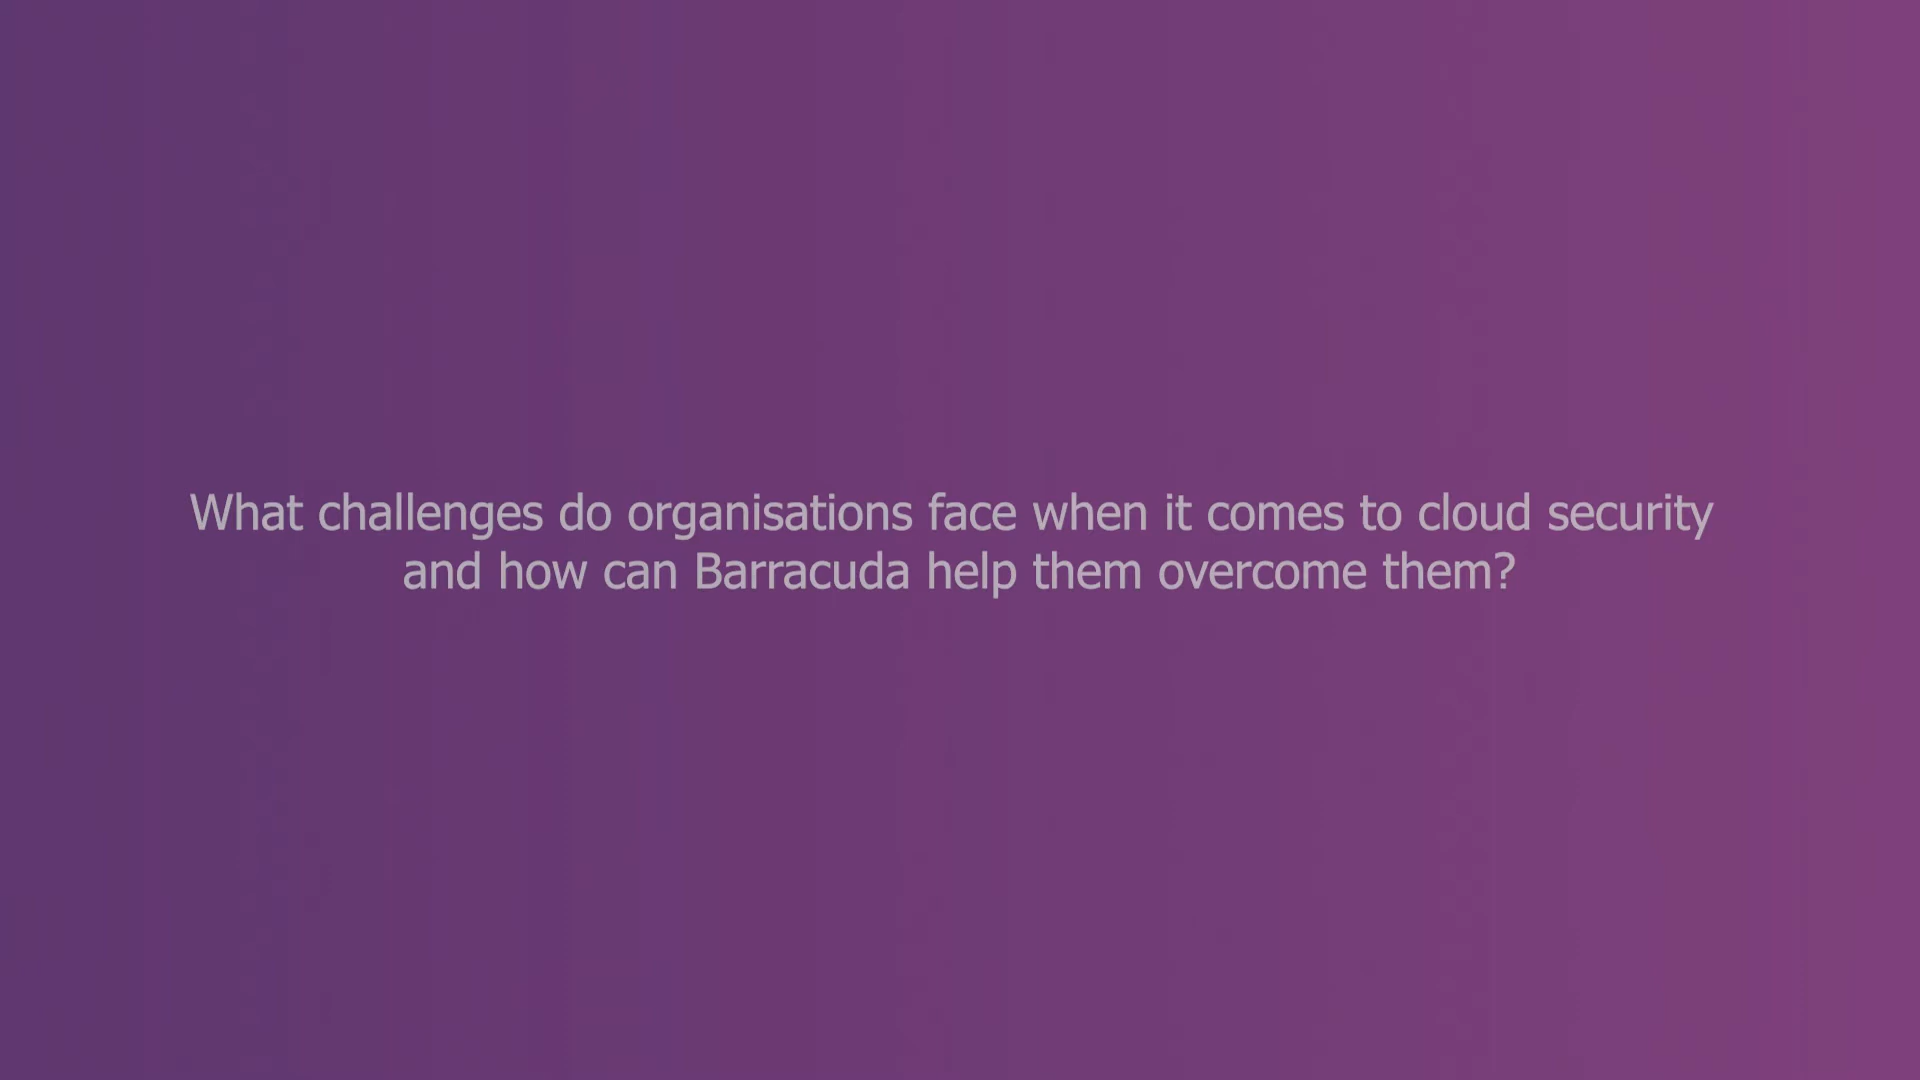 What challenges do organisations face when it comes to cloud security
and how can Barracuda help them overcome them?